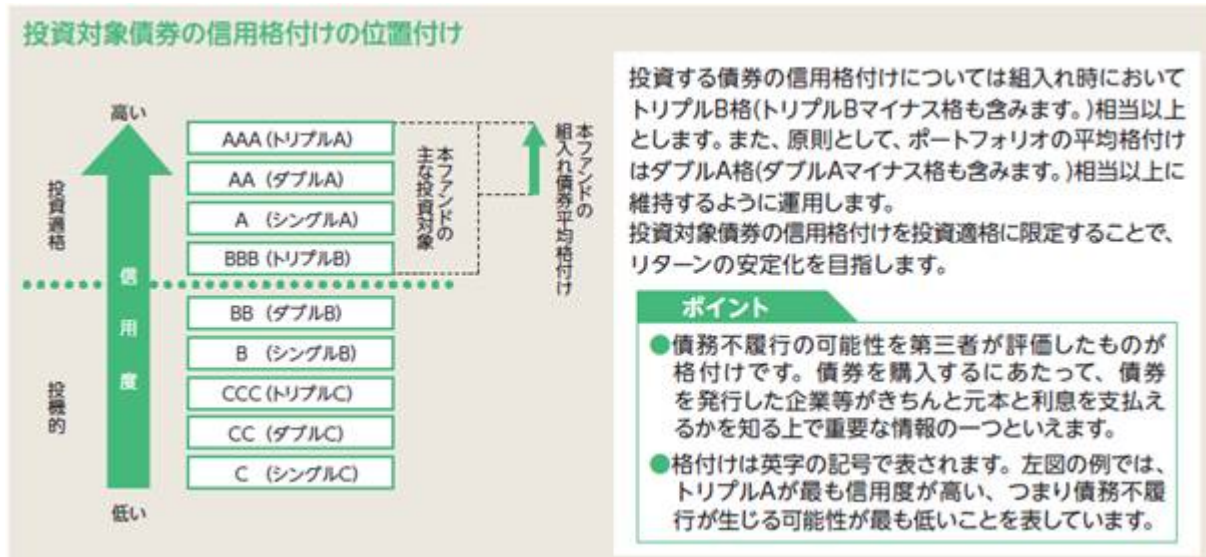 投資対象債券の信用格付けの位置付け
高い
投資適格
投機的
信用度
低い
AAA (トリプルA)
AA (ダブルA)
A (シングルA)
BBB (トリプルB)
BB (ダブルB)
B (シングルB)
CCC (トリプルC)
CC (ダブルC)
C (シングルC)
本ファンドの
主な投資対象
本ファンドの
組入れ債券平均格付け
投資する債券の信用格付けについては組入れ時において
トリプルB格(トリプルBマイナス格も含みます。)相当以上
とします。また、原則として、ポートフォリオの平均格付け
はダブルA格(ダブルAマイナス格も含みます。)相当以上に
維持するように運用します。
投資対象債券の信用格付けを投資適格に限定することで、
リターンの安定化を目指します。
ポイント
●債務不履行の可能性を第三者が評価したものが
格付けです。債券を購入するにあたって、債券
を発行した企業等がきちんと元本と利息を支払え
るかを知る上で重要な情報の一つといえます。
●格付けは英字の記号で表されます。左図の例では、
トリプルAが最も信用度が高い、つまり債務不履
行が生じる可能性が最も低いことを表しています。